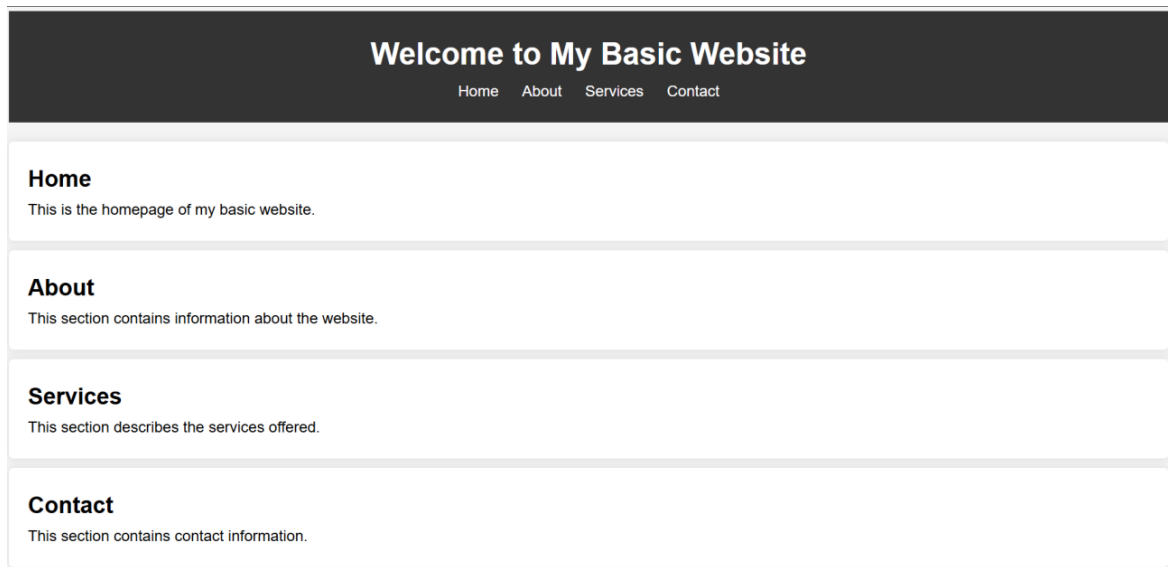 Welcome to My Basic Website
Home About Services Contact
Home
This is the homepage of my basic website.
About
This section contains information about the website.
Services
This section describes the services offered.
Contact
This section contains contact information.